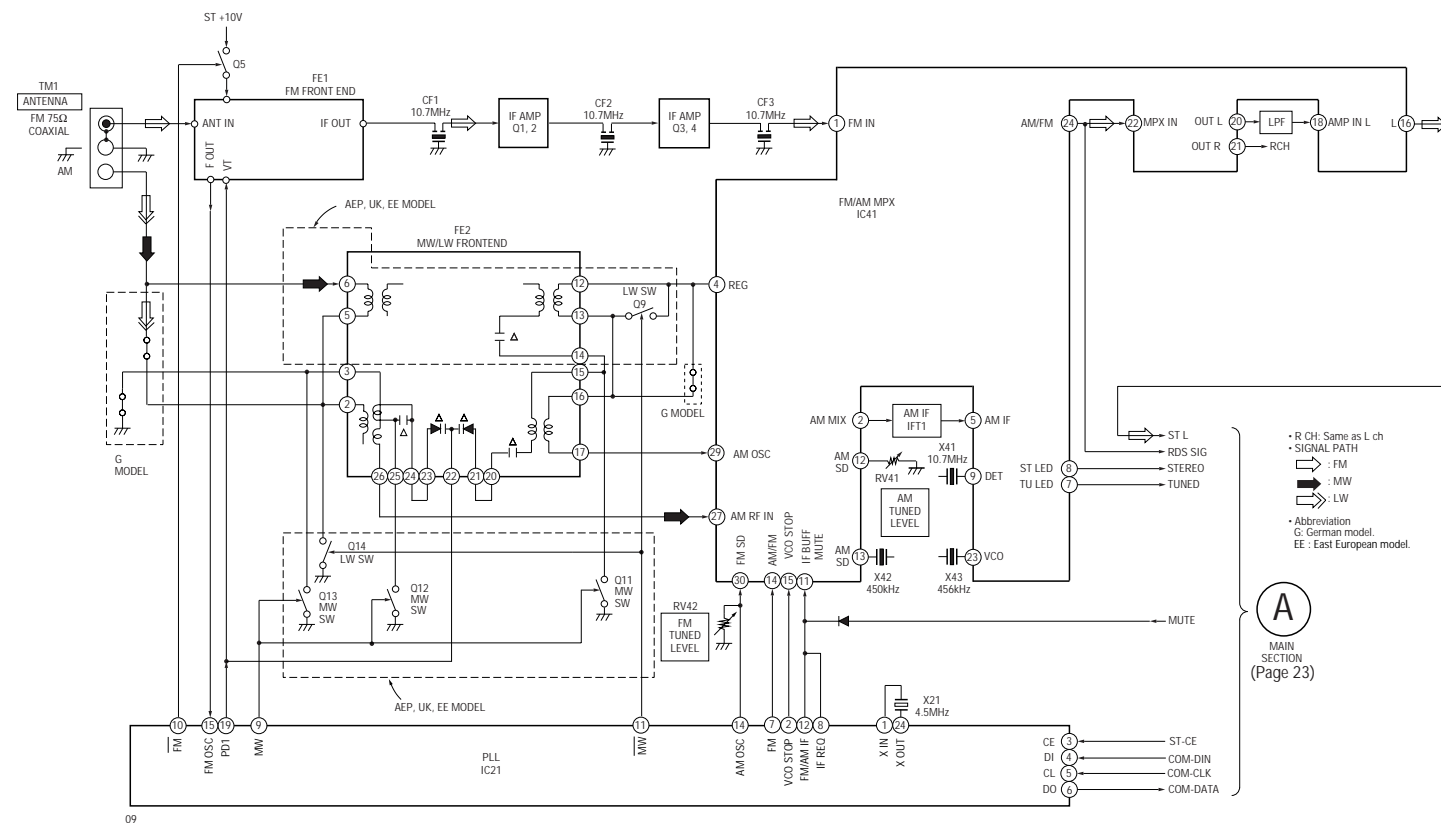 ST +10V
Q5
TM1
ANTENNA
FM 75Ω
COAXIAL
AM
FE1
FM FRONT END
ANT IN
IF OUT
F OUT
VT
CF1
10.7MHz
IF AMP
Q1, 2
CF2
10.7MHz
IF AMP
Q3, 4
CF3
10.7MHz
1
FM IN
AM/FM
24
22
MPX IN
OUT L
20
LPF
18
AMP IN L
L
16
OUT R
21
RCH
FM/AM MPX
IC41
AEP, UK, EE MODEL
FE2
MW/LW FRONTEND
6
5
3
2
12
13
14
15
16
17
LW SW
Q9
Δ
4
REG
G MODEL
G
MODEL
Δ
Δ
Δ
Δ
26
25
24
23
22
21
20
29
AM OSC
27
AM RF IN
AM MIX
2
AM IF
IFT1
5
AM IF
AM
SD
12
RV41
X41
10.7MHz
9
DET
AM
TUNED
LEVEL
AM
SD
13
X42
450kHz
X43
456kHz
23
VCO
ST L
RDS SIG
ST LED
8
STEREO
TU LED
7
TUNED
• R CH: Same as L ch
• SIGNAL PATH
: FM
: MW
: LW
• Abbreviation
G: German model.
EE : East European model.
Q14
LW SW
Q13
MW
SW
Q12
MW
SW
Q11
MW
SW
FM SD
AM/FM
VCO STOP
IF BUFF
MUTE
30
14
15
11
RV42
FM
TUNED
LEVEL
MUTE
A
MAIN
SECTION
(Page 23)
AEP, UK, EE MODEL
X21
4.5MHz
10
15
19
9
11
14
7
2
12
8
1
24
FM
FM OSC
PD1
MW
MW
AM OSC
FM
VCO STOP
FM/AM IF
IF REQ
X IN
X OUT
PLL
IC21
CE
3
ST-CE
DI
4
COM-DIN
CL
5
COM-CLK
DO
6
COM-DATA
09